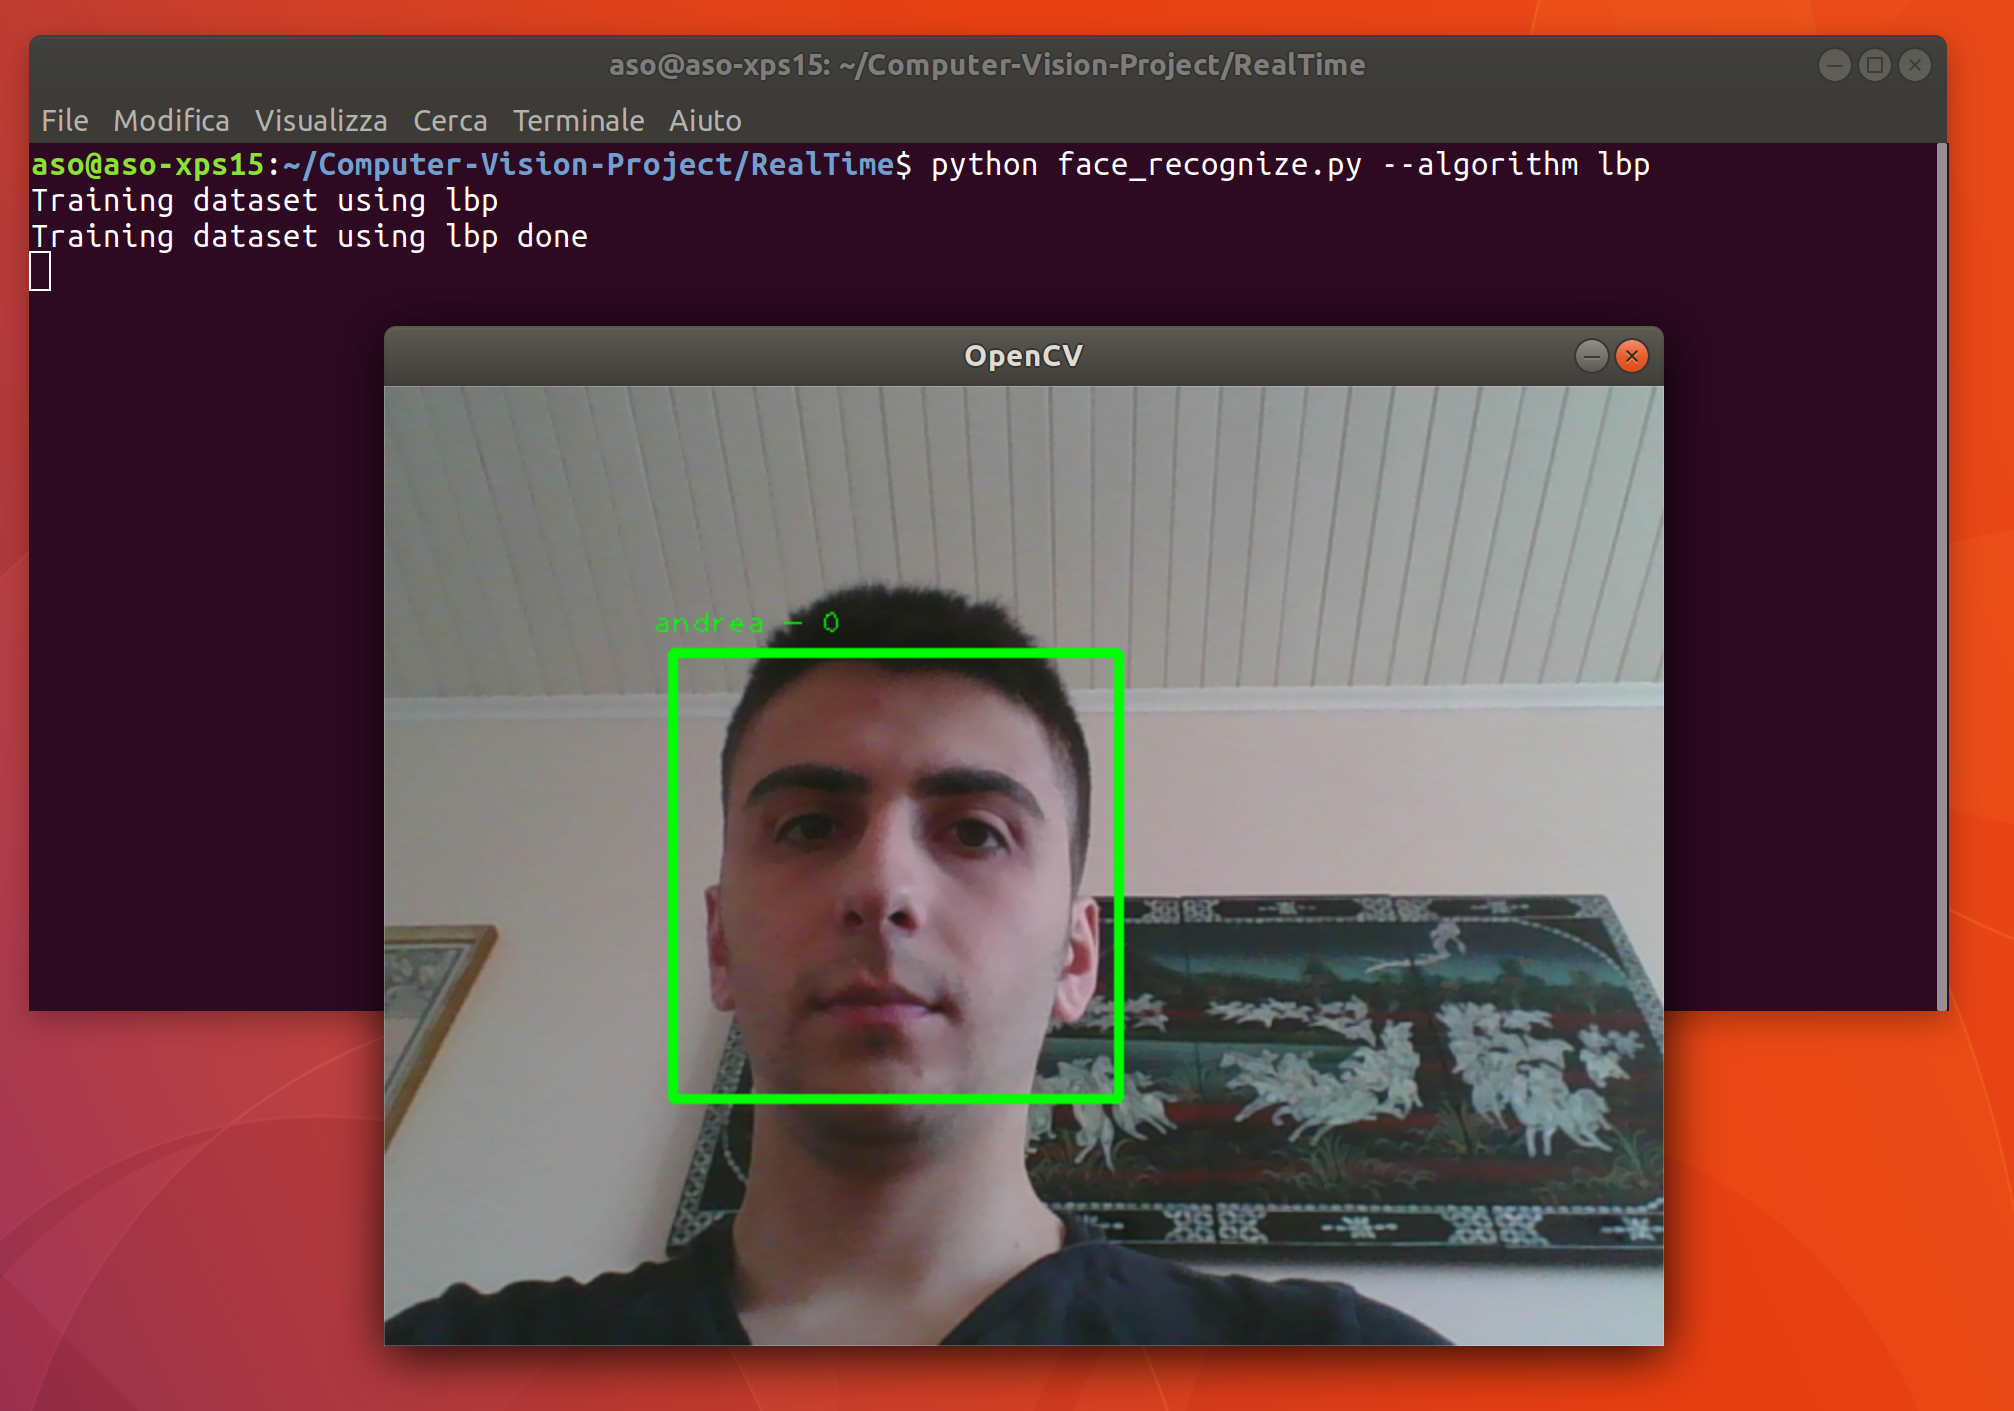 aso@aso-xps15: ~/Computer-Vision-Project/RealTime
File Modifica Visualizza Cerca Terminale Aiuto
aso@aso-xps15:~/Computer-Vision-Project/RealTime$ python face_recognize.py --algorithm lbp
Training dataset using lbp
Training dataset using lbp done
OpenCV
andrea - 0